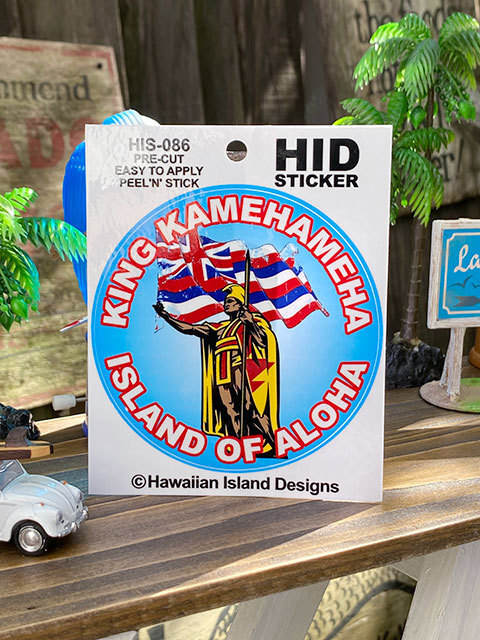 HIS-086
PRE-CUT
EASY TO APPLY
PEEL'N' STICK
HID
STICKER
KING KAMEHAMEHA
ISLAND OF ALOHA
©Hawaiian Island Designs
La